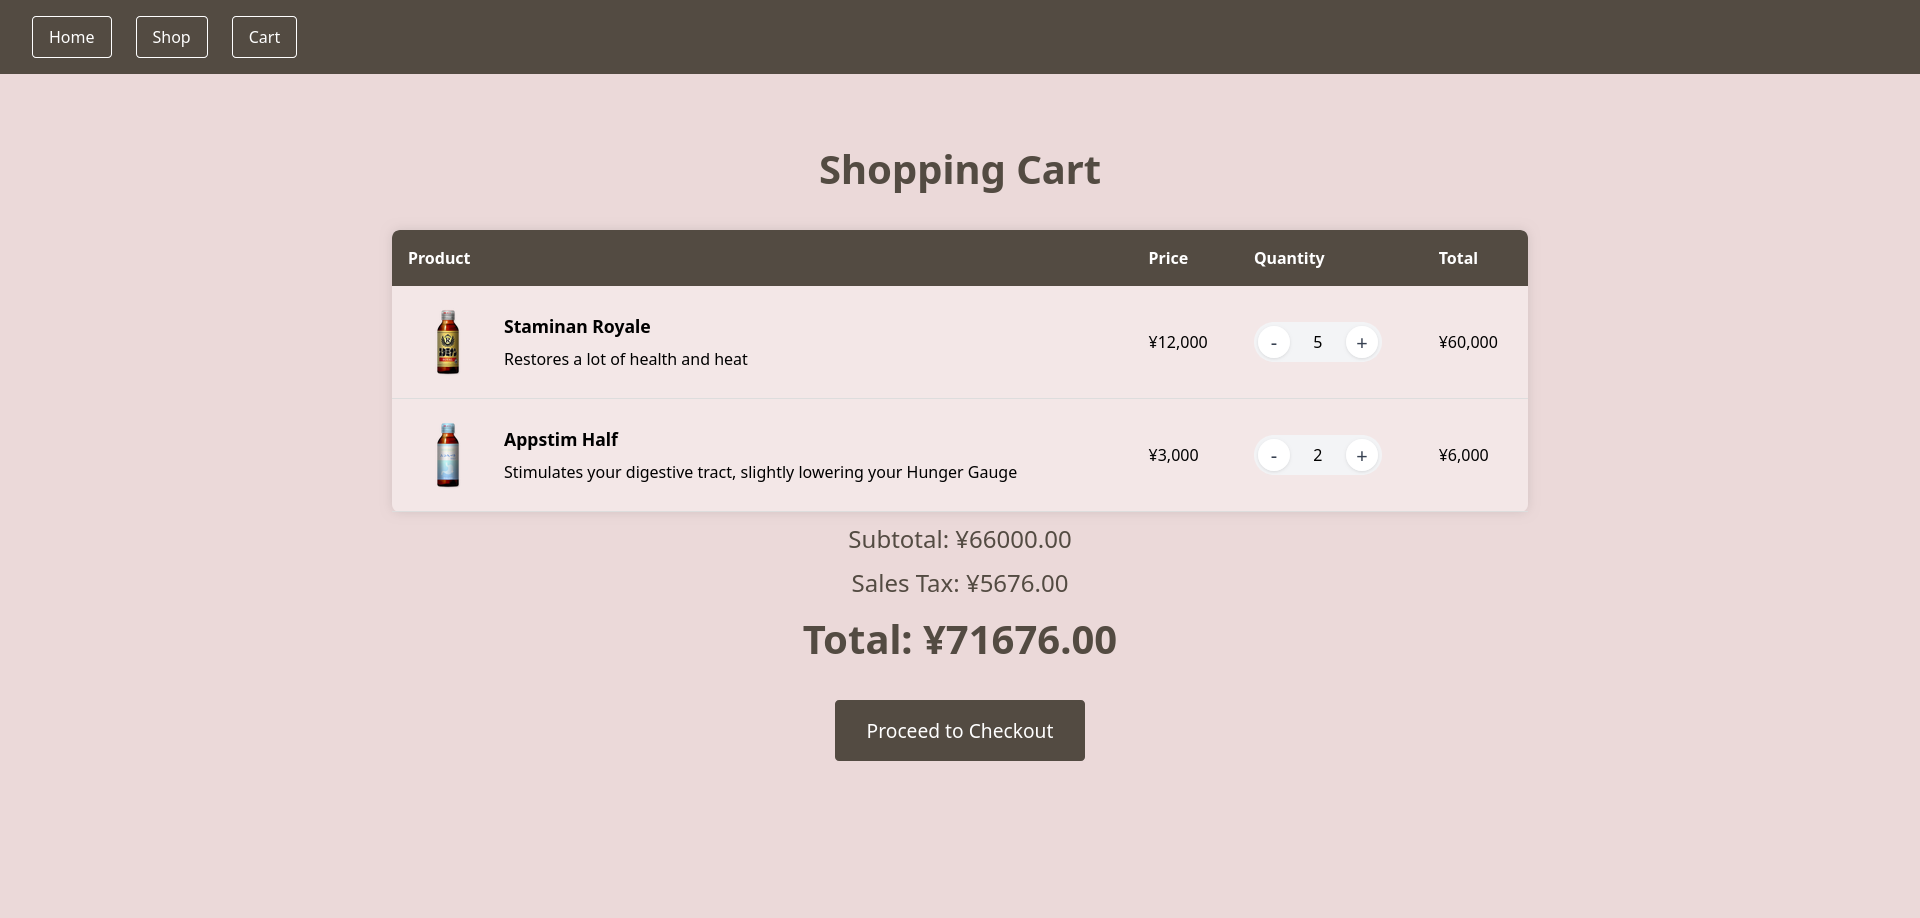 Home
Shop
Cart
Shopping Cart
Product Price Quantity Total
Staminan Royale
Restores a lot of health and heat
¥12,000 - 5 + ¥60,000
Appstim Half
Stimulates your digestive tract, slightly lowering your Hunger Gauge
¥3,000 - 2 + ¥6,000
Subtotal: ¥66000.00
Sales Tax: ¥5676.00
Total: ¥71676.00
Proceed to Checkout